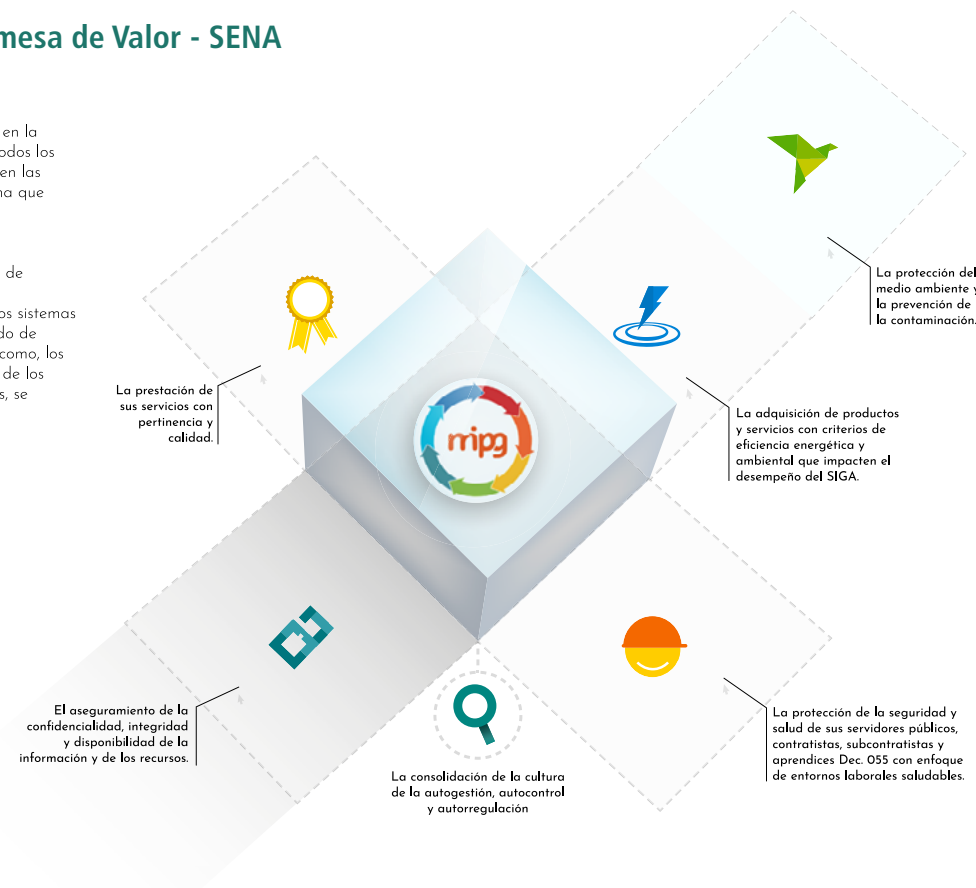 mesa de Valor - SENA
en la
odos los
en las
na que
de
os sistemas
do de
como, los
de los
s, se
La prestación de
sus servicios con
pertinencia y
calidad.
mipg
La protección del
medio ambiente y
la prevención de
la contaminación.
La adquisición de productos
y servicios con criterios de
eficiencia energética y
ambiental que impacten el
desempeño del SIGA.
El aseguramiento de la
confidencialidad, integridad
y disponibilidad de la
información y de los recursos.
La consolidación de la cultura
de la autogestión, autocontrol
y autorregulación
La protección de la seguridad y
salud de sus servidores públicos,
contratistas, subcontratistas y
aprendices Dec. 055 con enfoque
de entornos laborales saludables.